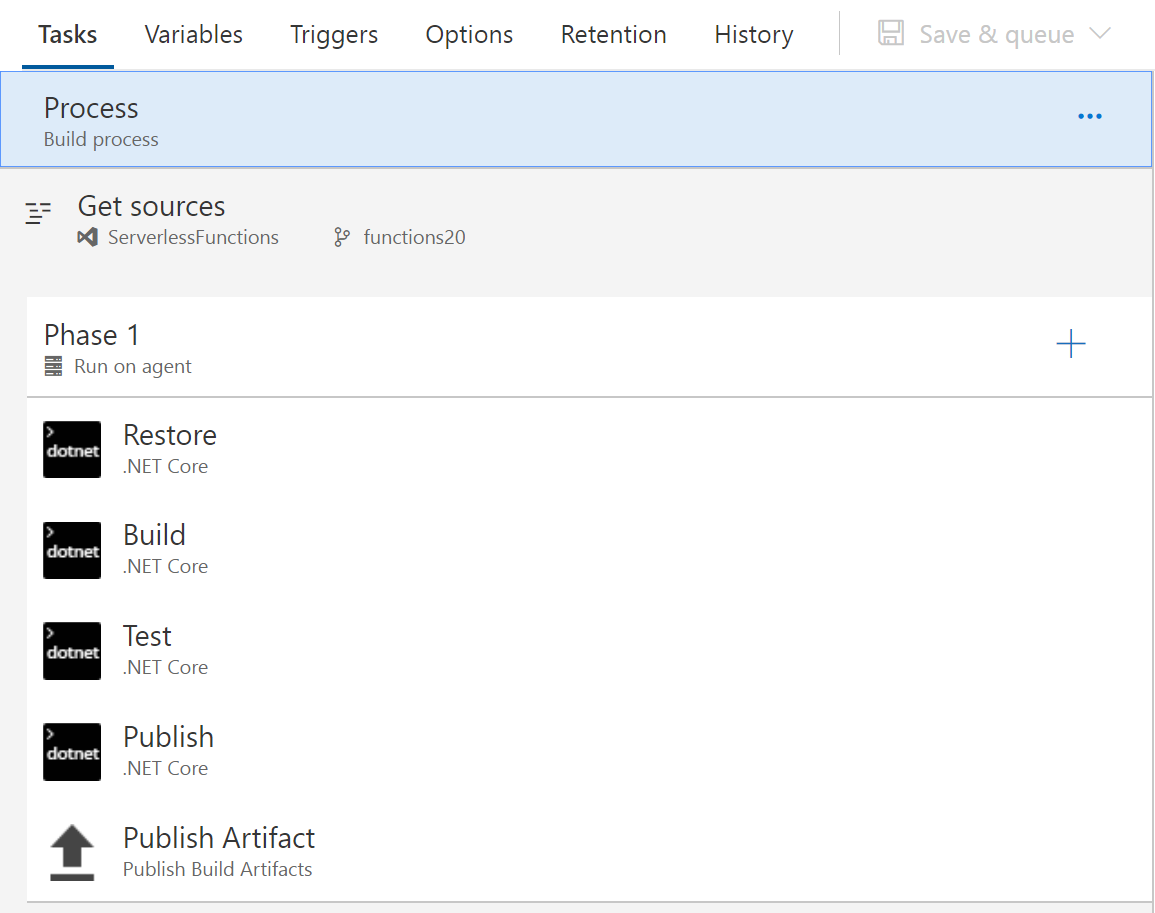 Tasks Variables Triggers Options Retention History Save & queue
Process
Build process
Get sources
ServerlessFunctions functions20
Phase 1
Run on agent
> dotnet
Restore
.NET Core
> dotnet
Build
.NET Core
> dotnet
Test
.NET Core
> dotnet
Publish
.NET Core
Publish Artifact
Publish Build Artifacts